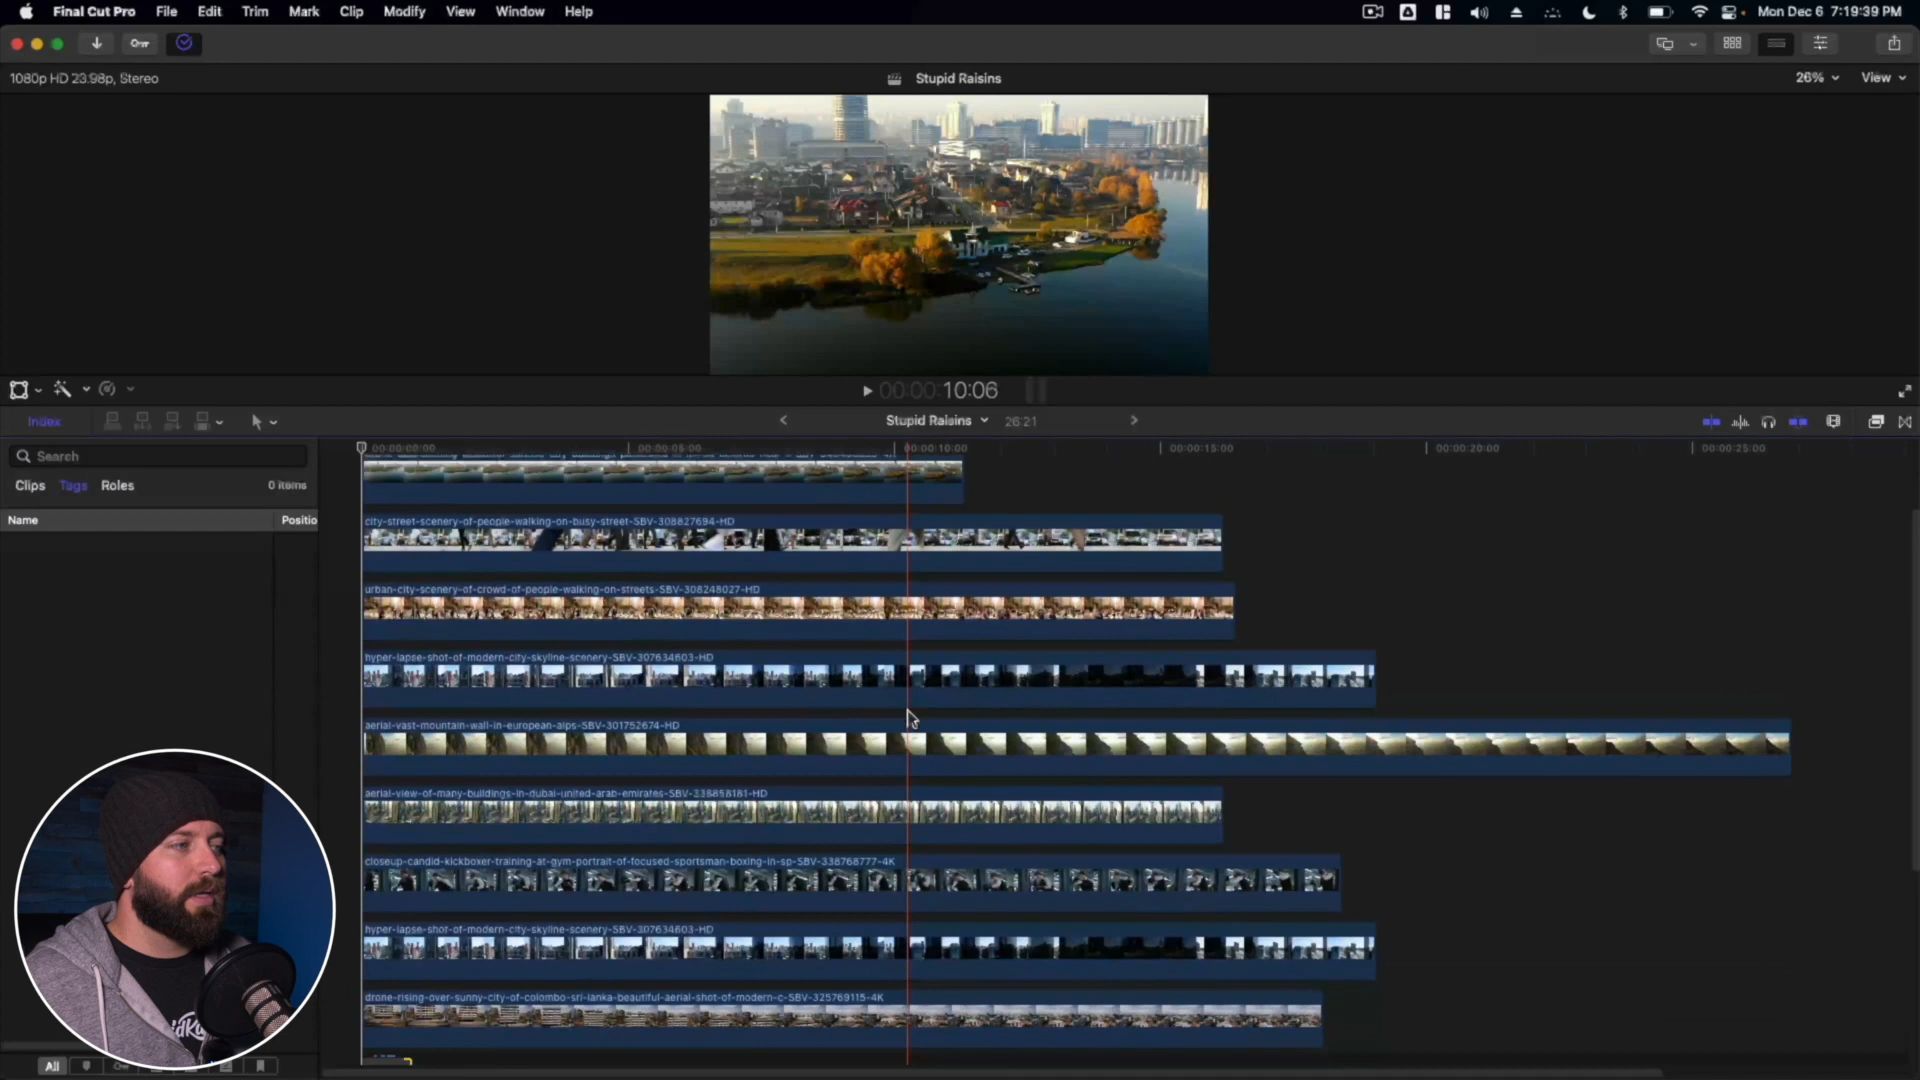 Final Cut Pro File Edit Trim Mark Clip Modify View Window Help
Mon Dec 6 7:19:39 PM
1080p HD 23.98p, Stereo
Stupid Raisins
26%
View
00:00:10:06
Index
Stupid Raisins
26:21
Search
00:00:00:00
00:00:05:00
00:00:10:00
00:00:15:00
00:00:20:00
00:00:25:00
Clips Tags Roles
0 items
Name
Positio
city-street-scenery-of-people-walking-on-busy-street-SBV-308827694-HD
urban-city-scenery-of-crowd-of-people-walking-on-streets-SBV-308248027-HD
hyper-lapse-shot-of-modern-city-skyline-scenery-SBV-307634603-HD
aerial-vast-mountain-wall-in-european-alps-SBV-301752674-HD
aerial-view-of-many-buildings-in-dubai-united-arab-emirates-SBV-338858181-HD
closeup-candid-kickboxer-training-at-gym-portrait-of-focused-sportsman-boxing-in-sp-SBV-338768777-4K
hyper-lapse-shot-of-modern-city-skyline-scenery-SBV-307634603-HD
drone-rising-over-sunny-city-of-colombo-sri-lanka-beautiful-aerial-shot-of-modern-c-SBV-325769115-4K
All